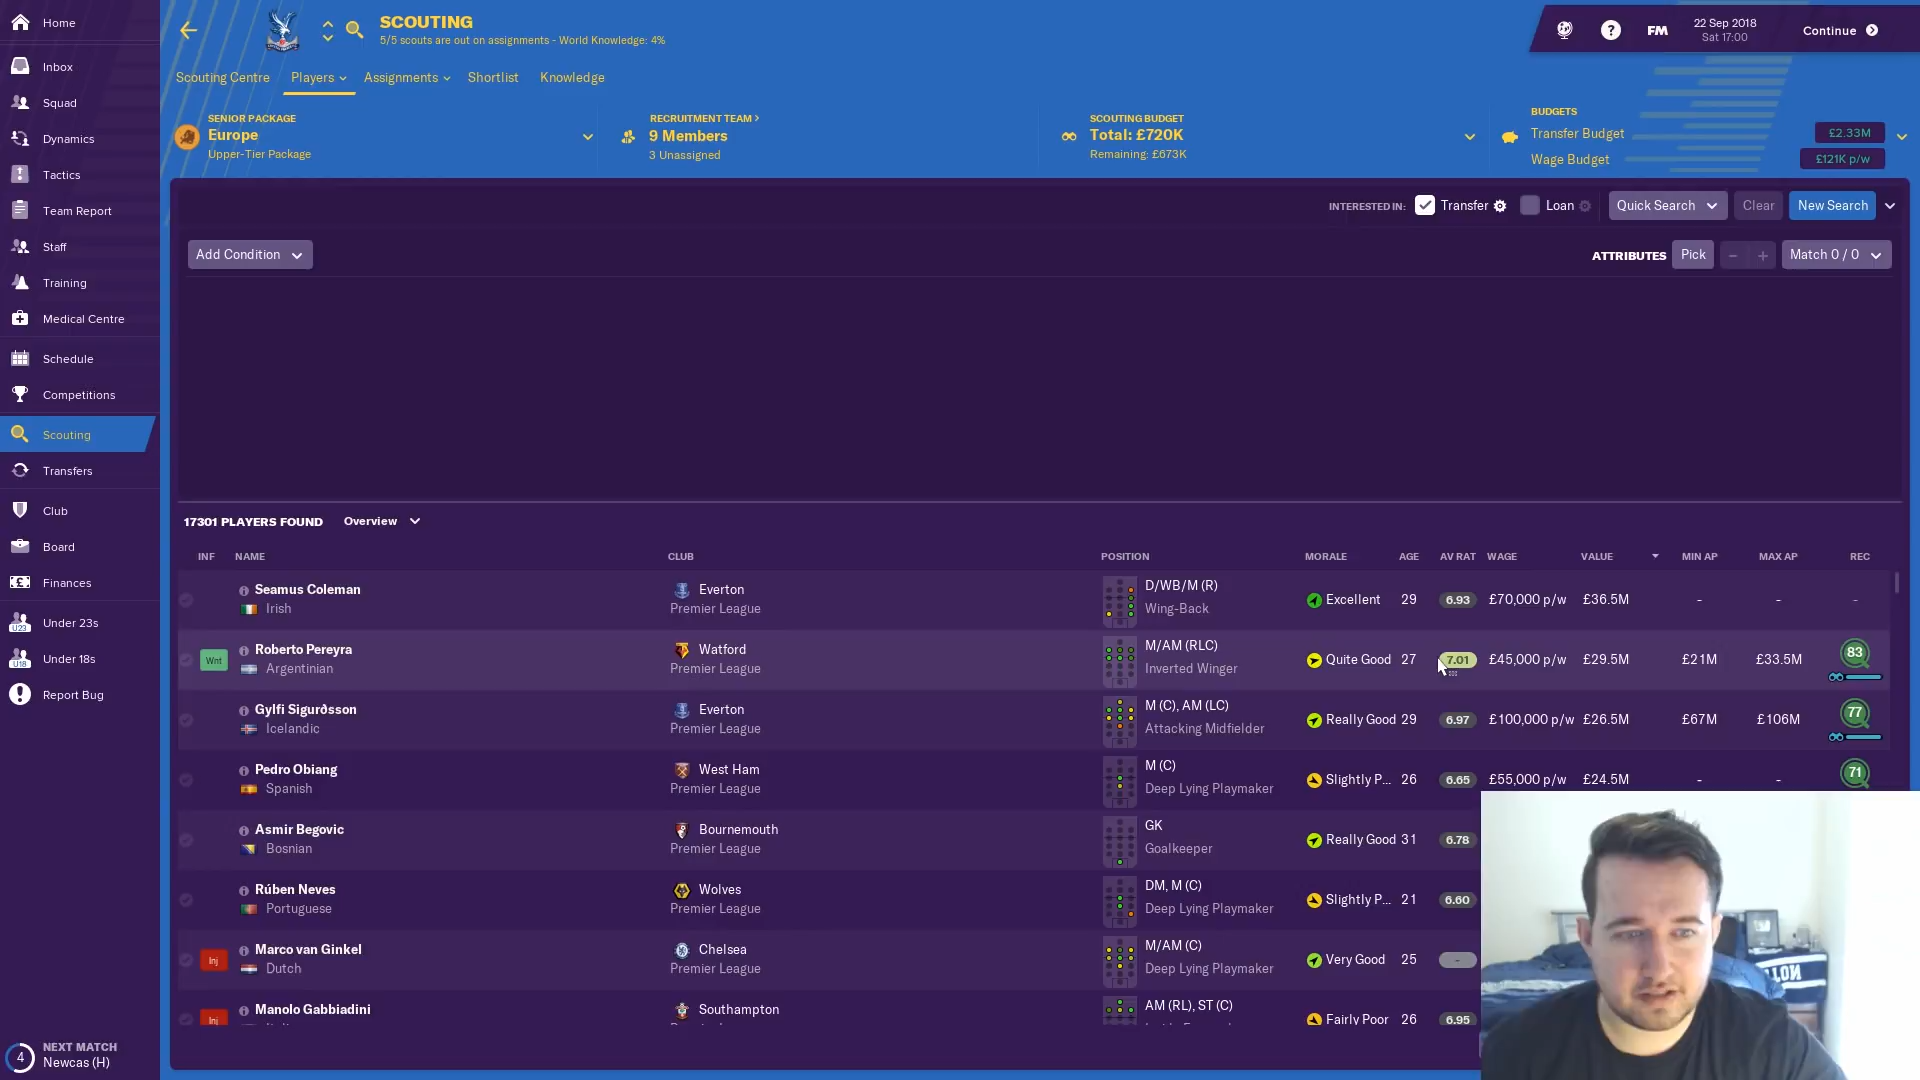 Home
Inbox
Squad
Dynamics
Tactics
Team Report
Staff
Training
Medical Centre
Schedule
Competitions
Scouting
Transfers
Club
Board
Finances
Under 23s
Under 18s
Report Bug
4
NEXT MATCH
Newcas (H)
SCOUTING
5/5 scouts are out on assignments - World Knowledge: 4%
FM
22 Sep 2018
Sat 17:00
Continue
Scouting Centre Players Assignments Shortlist Knowledge
SENIOR PACKAGE
Europe
Upper-Tier Package
RECRUITMENT TEAM >
9 Members
3 Unassigned
SCOUTING BUDGET
Total: £720K
Remaining: £673K
BUDGETS
Transfer Budget £2.33M
Wage Budget £121K p/w
INTERESTED IN: Transfer Loan Quick Search Clear New Search
Add Condition ATTRIBUTES Pick - + Match 0 / 0
17301 PLAYERS FOUND Overview
INF NAME CLUB POSITION MORALE AGE AV RAT WAGE VALUE MIN AP MAX AP REC
Seamus Coleman Everton D/WB/M (R) Excellent 29 6.93 £70,000 p/w £36.5M - - -
Irish Premier League Wing-Back
Wnt Roberto Pereyra Watford M/AM (RLC) Quite Good 27 7.01 £45,000 p/w £29.5M £21M £33.5M 83
Argentinian Premier League Inverted Winger
Gylfi Sigurðsson Everton M (C), AM (LC) Really Good 29 6.97 £100,000 p/w £26.5M £67M £106M 77
Icelandic Premier League Attacking Midfielder
Pedro Obiang West Ham M (C) Slightly P... 26 6.65 £55,000 p/w £24.5M - - 71
Spanish Premier League Deep Lying Playmaker
Asmir Begovic Bournemouth GK Really Good 31 6.78
Bosnian Premier League Goalkeeper
Rúben Neves Wolves DM, M (C) Slightly P... 21 6.60
Portuguese Premier League Deep Lying Playmaker
Inj Marco van Ginkel Chelsea M/AM (C) Very Good 25 -
Dutch Premier League Deep Lying Playmaker
Inj Manolo Gabbiadini Southampton AM (RL), ST (C) Fairly Poor 26 6.95